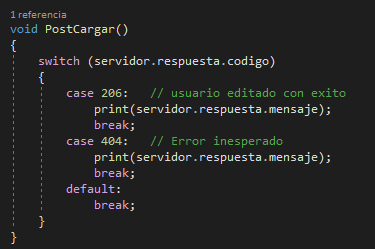 1 referencia
void PostCargar()
{
    switch (servidor.respuesta.codigo)
    {
        case 206:   // usuario editado con exito
            print(servidor.respuesta.mensaje);
            break;
        case 404:   // Error inesperado
            print(servidor.respuesta.mensaje);
            break;
        default:
            break;
    }
}